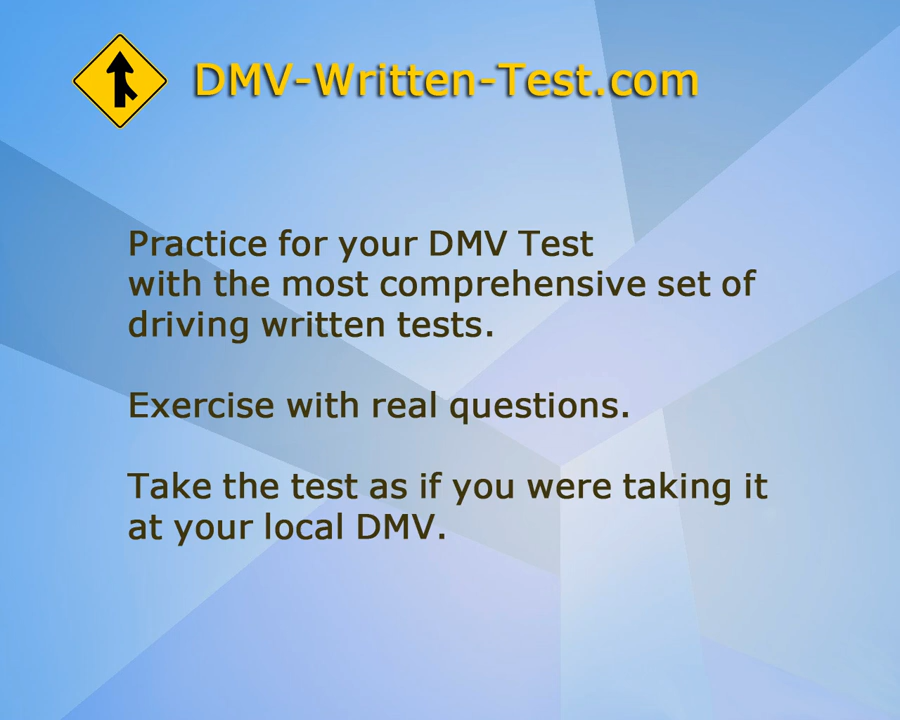 DMV-Written-Test.com
Practice for your DMV Test
with the most comprehensive set of
driving written tests.
Exercise with real questions.
Take the test as if you were taking it
at your local DMV.